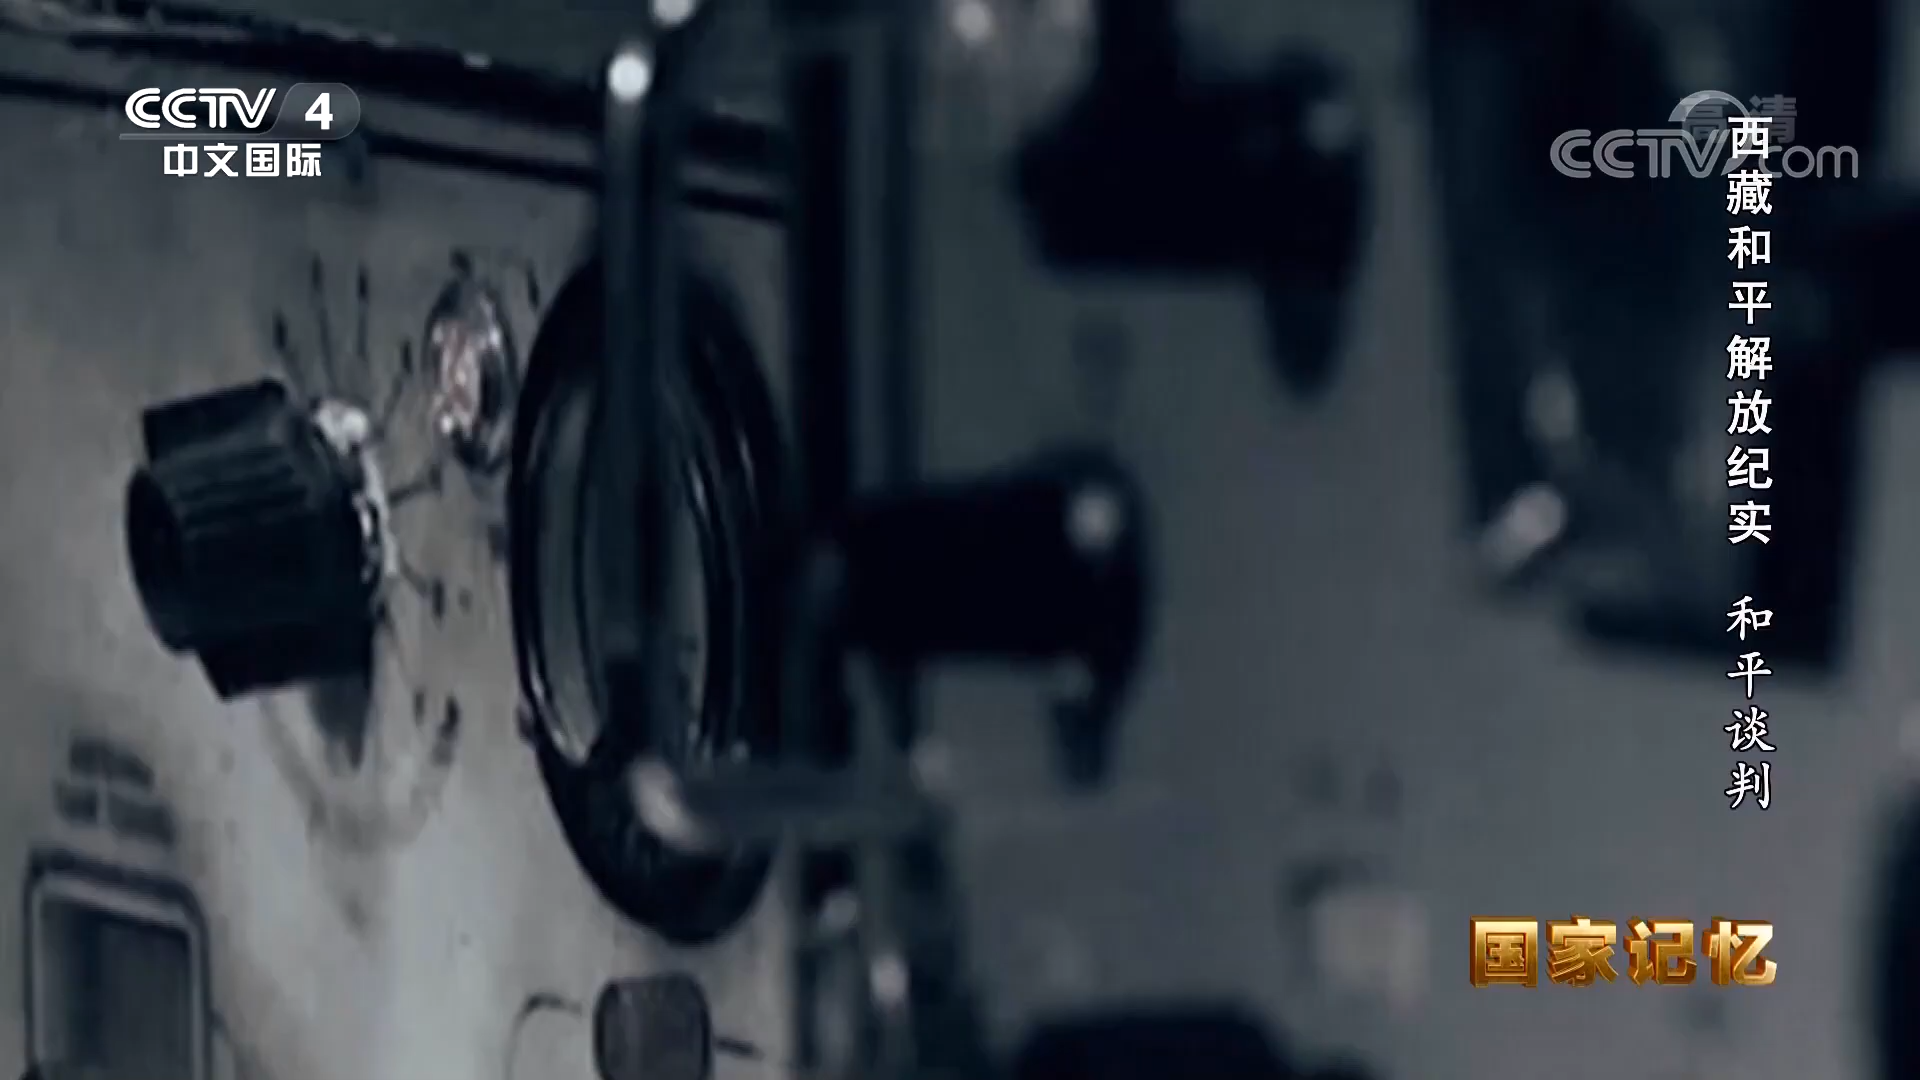 CCTV 4
中文国际
高清
CCTV.com
西藏和平解放纪实 和平谈判
国家记忆